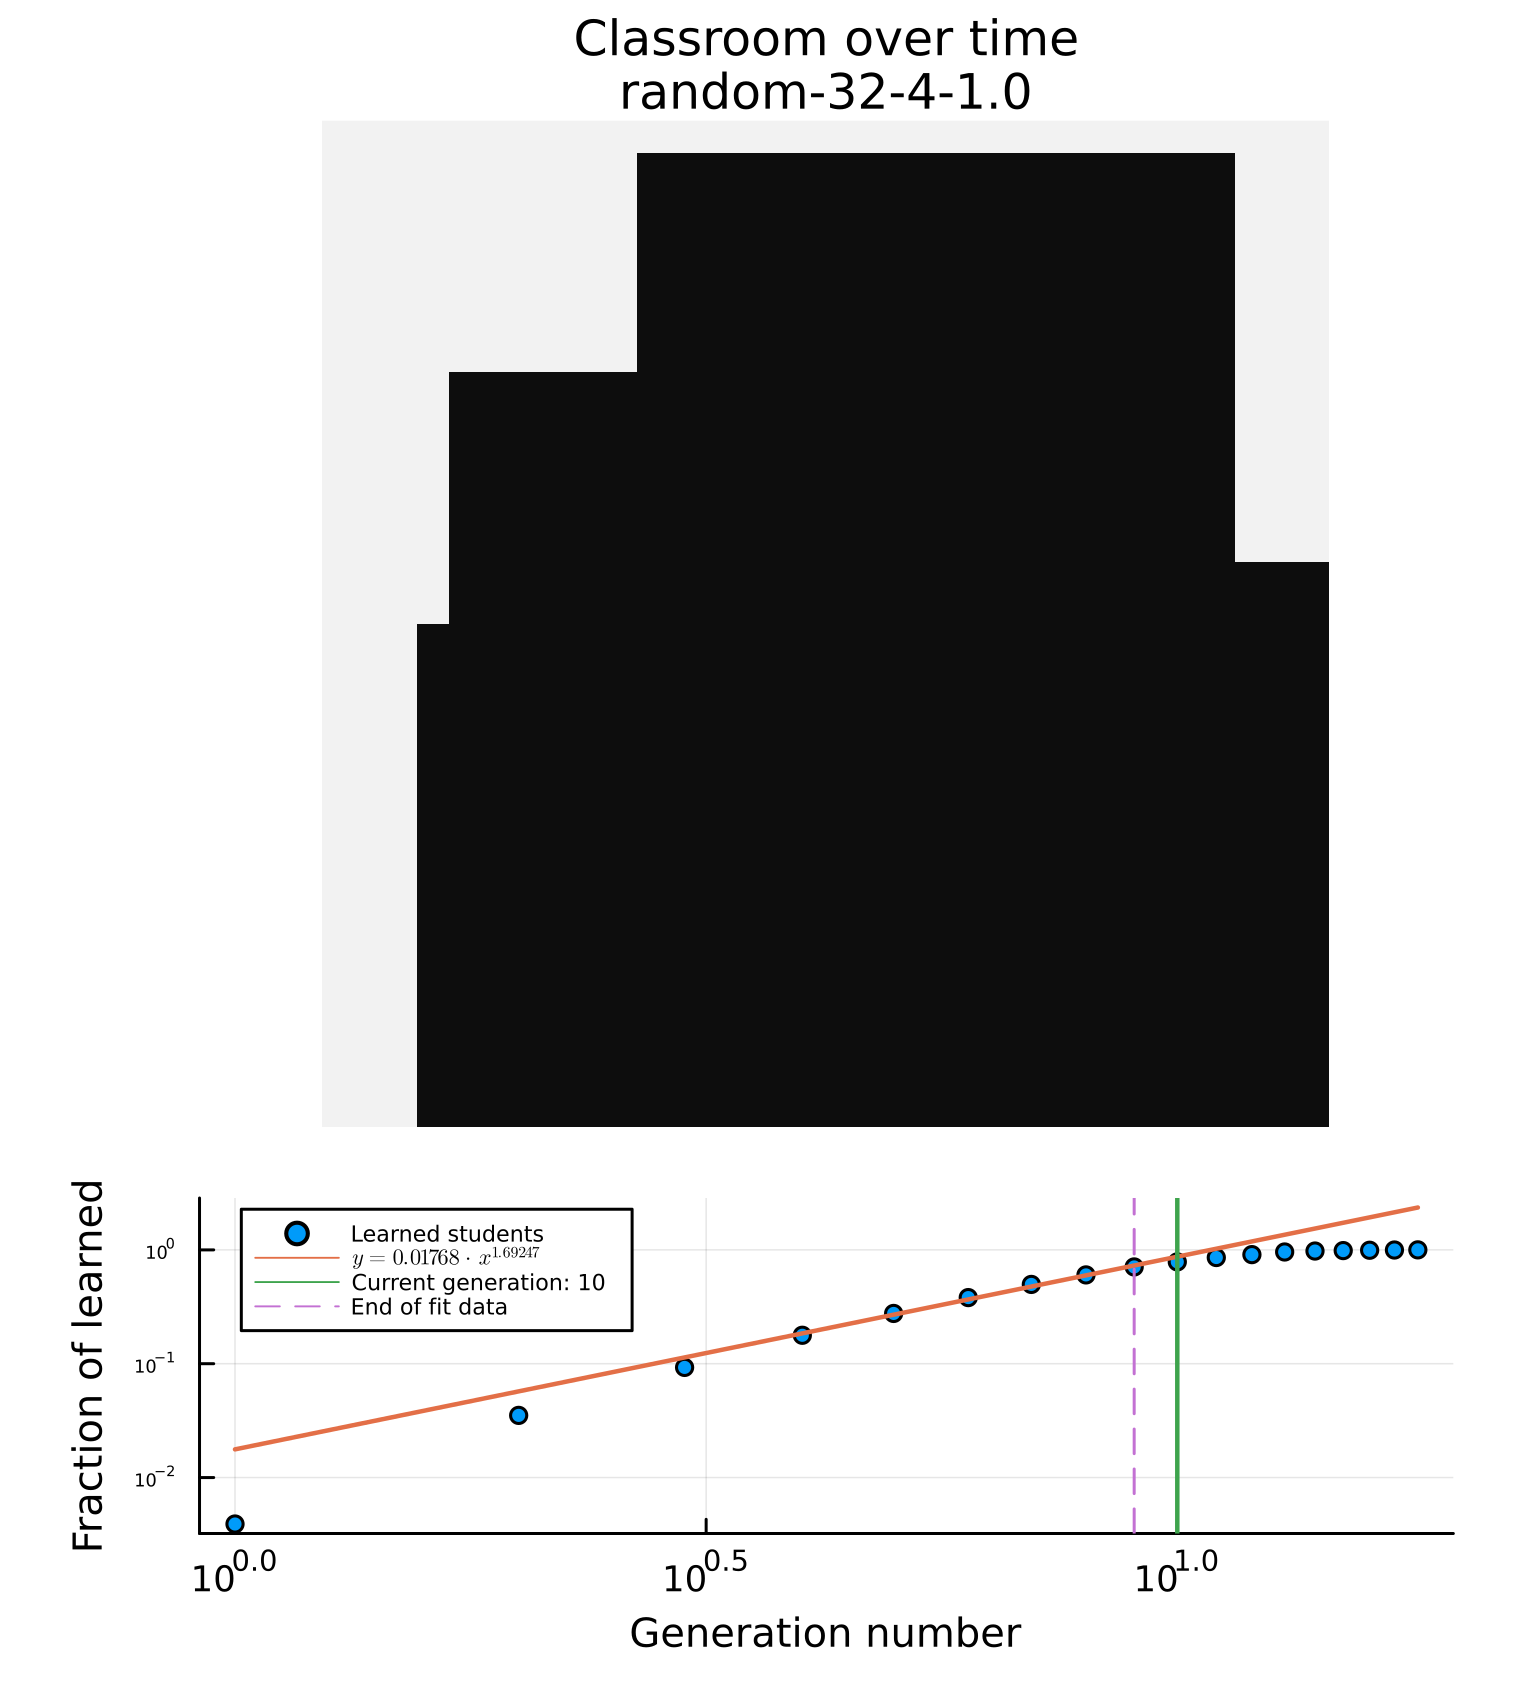 Classroom over time
random-32-4-1.0
Fraction of learned
10⁰
10⁻¹
10⁻²
Learned students
y = 0.01768 · x^1.69247
Current generation: 10
End of fit data
10^0.0 10^0.5 10^1.0
Generation number